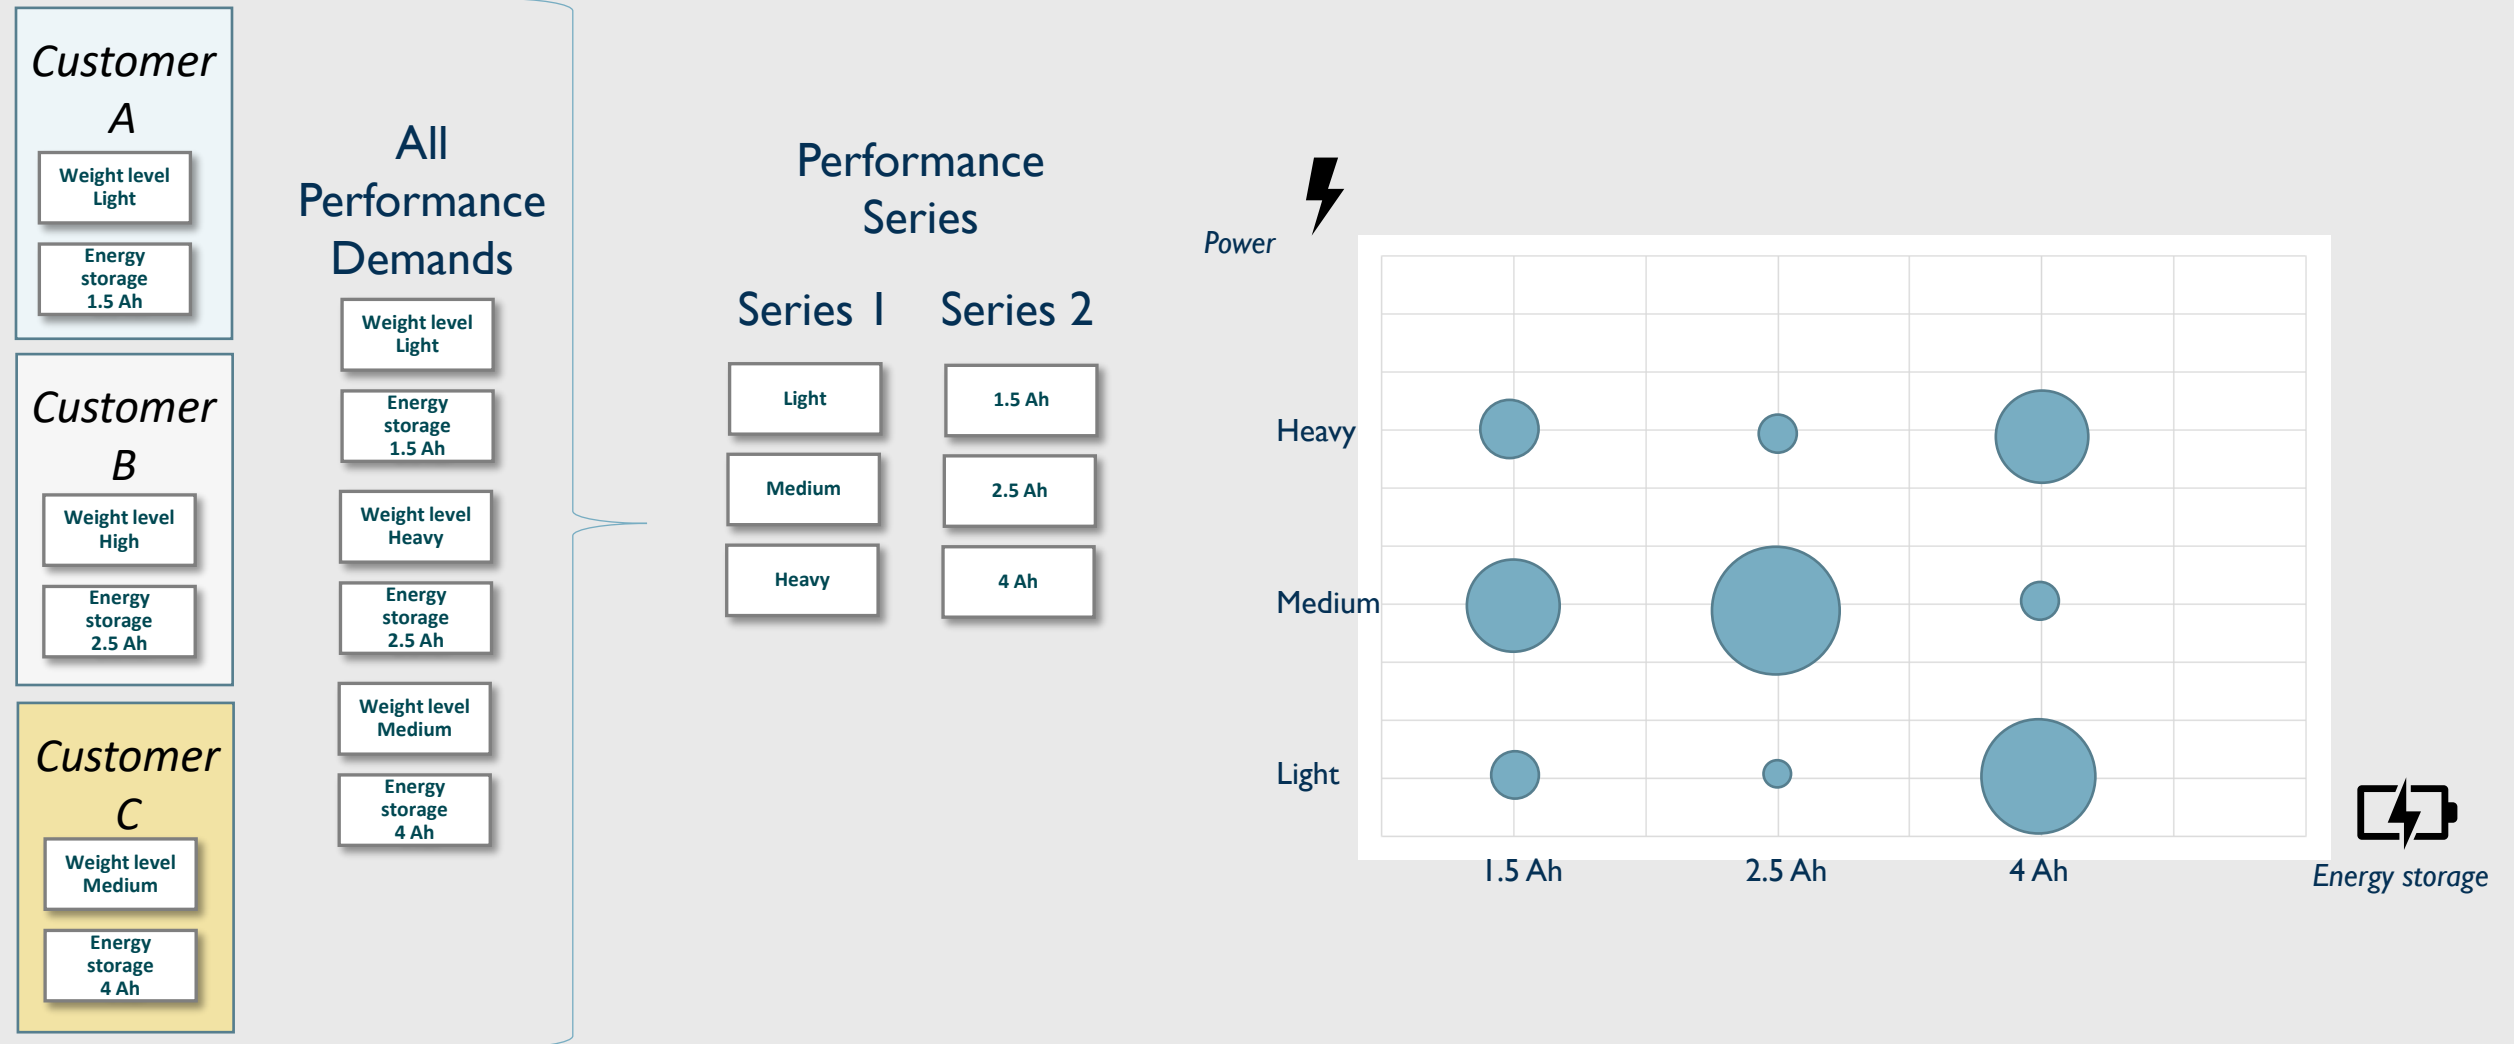 Customer
A
Weight level
Light
Energy
storage
1.5 Ah
Customer
B
Weight level
High
Energy
storage
2.5 Ah
Customer
C
Weight level
Medium
Energy
storage
4 Ah
All
Performance
Demands
Weight level
Light
Energy
storage
1.5 Ah
Weight level
Heavy
Energy
storage
2.5 Ah
Weight level
Medium
Energy
storage
4 Ah
Performance
Series
Series 1
Light
Medium
Heavy
Series 2
1.5 Ah
2.5 Ah
4 Ah
Power
Heavy
Medium
Light
1.5 Ah
2.5 Ah
4 Ah
Energy storage